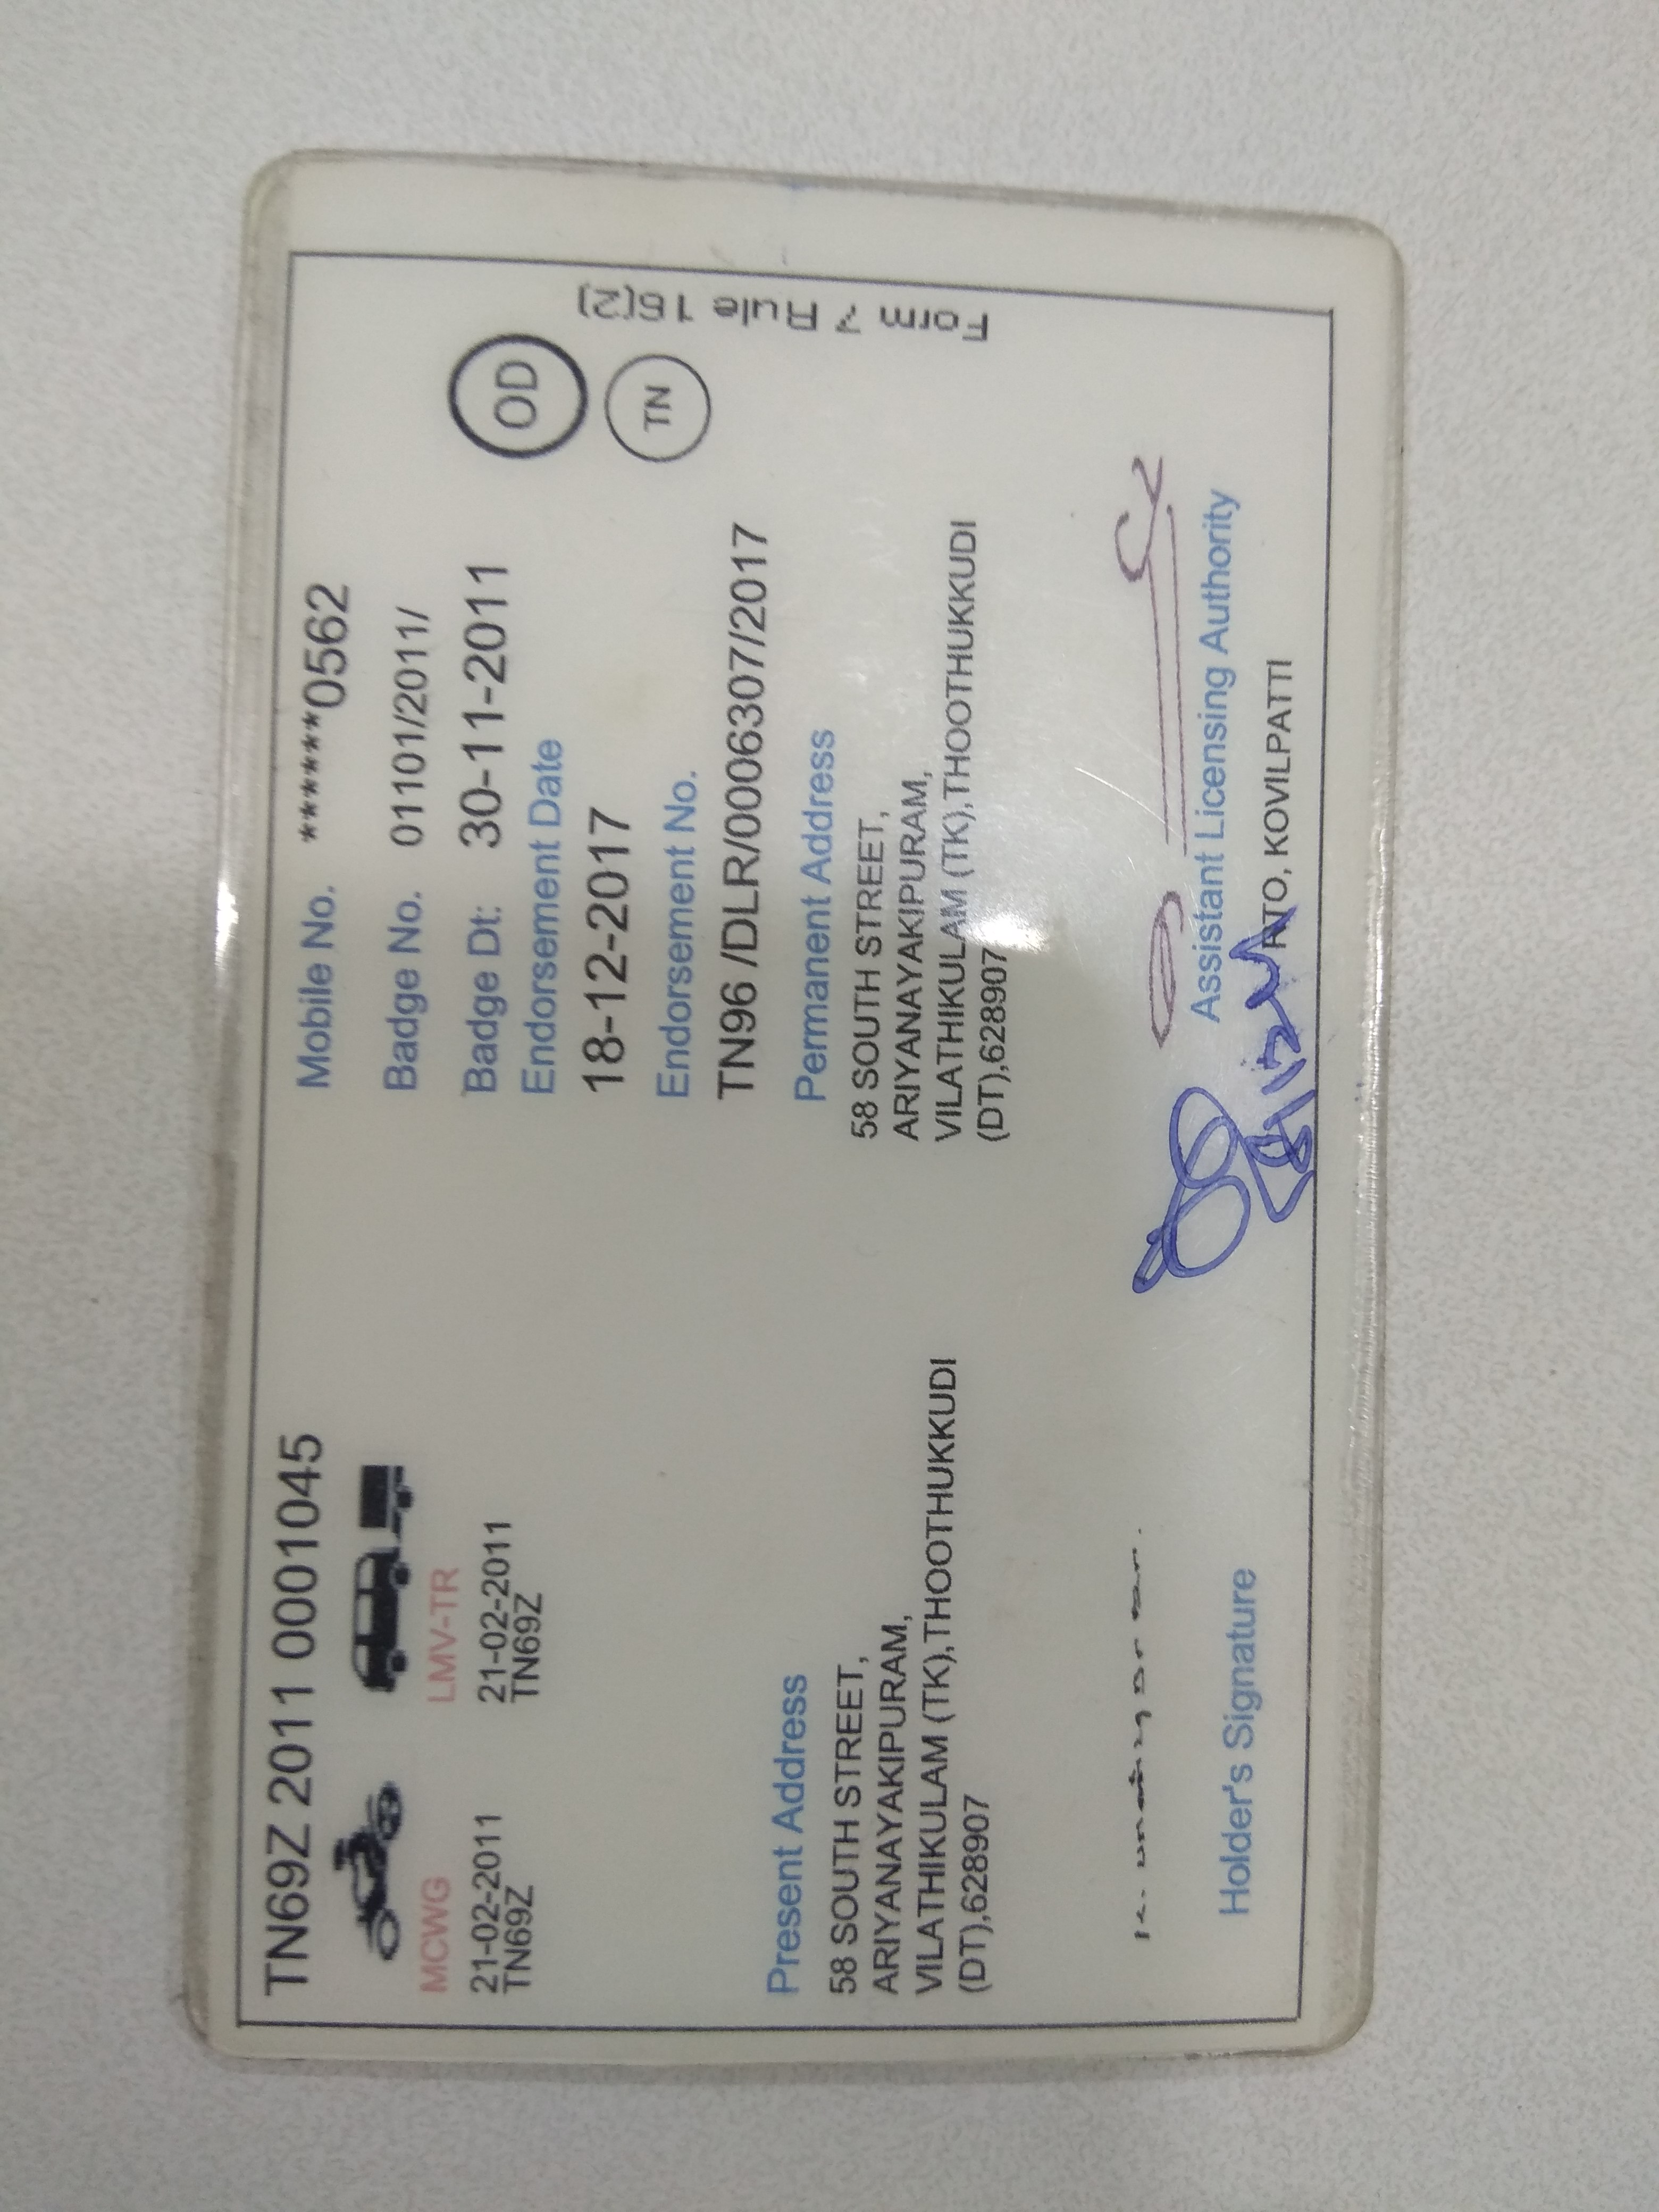 TN69Z 2011 0001045
MCWG
21-02-2011
TN69Z
LMV-TR
21-02-2011
TN69Z
Mobile No. ******0562
Badge No. 01101/2011/
Badge Dt: 30-11-2011
Endorsement Date
18-12-2017
Endorsement No.
TN96 /DLR/0006307/2017
OD
TN
Form 7 Rule 16(2)
Present Address
58 SOUTH STREET,
ARIYANAYAKIPURAM,
VILATHIKULAM (TK),THOOTHUKKUDI
(DT),628907
Permanent Address
58 SOUTH STREET,
ARIYANAYAKIPURAM,
VILATHIKULAM (TK),THOOTHUKKUDI
(DT),628907
Holder's Signature
Assistant Licensing Authority
RTO, KOVILPATTI